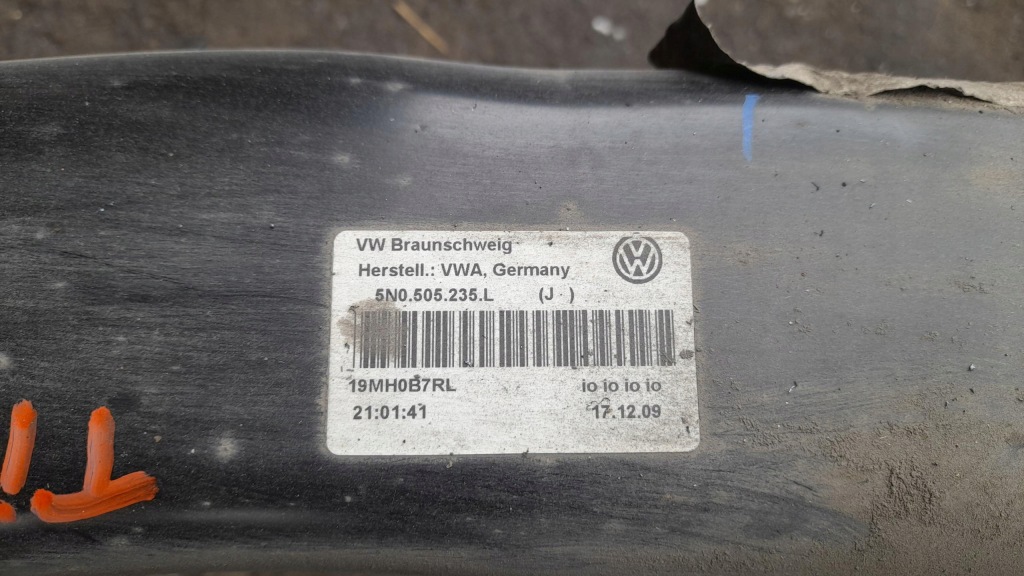 VW Braunschweig
Herstell.: VWA, Germany
5N0.505.235.L (J )
19MH0B7RL io io io io
21:01:41 17.12.09